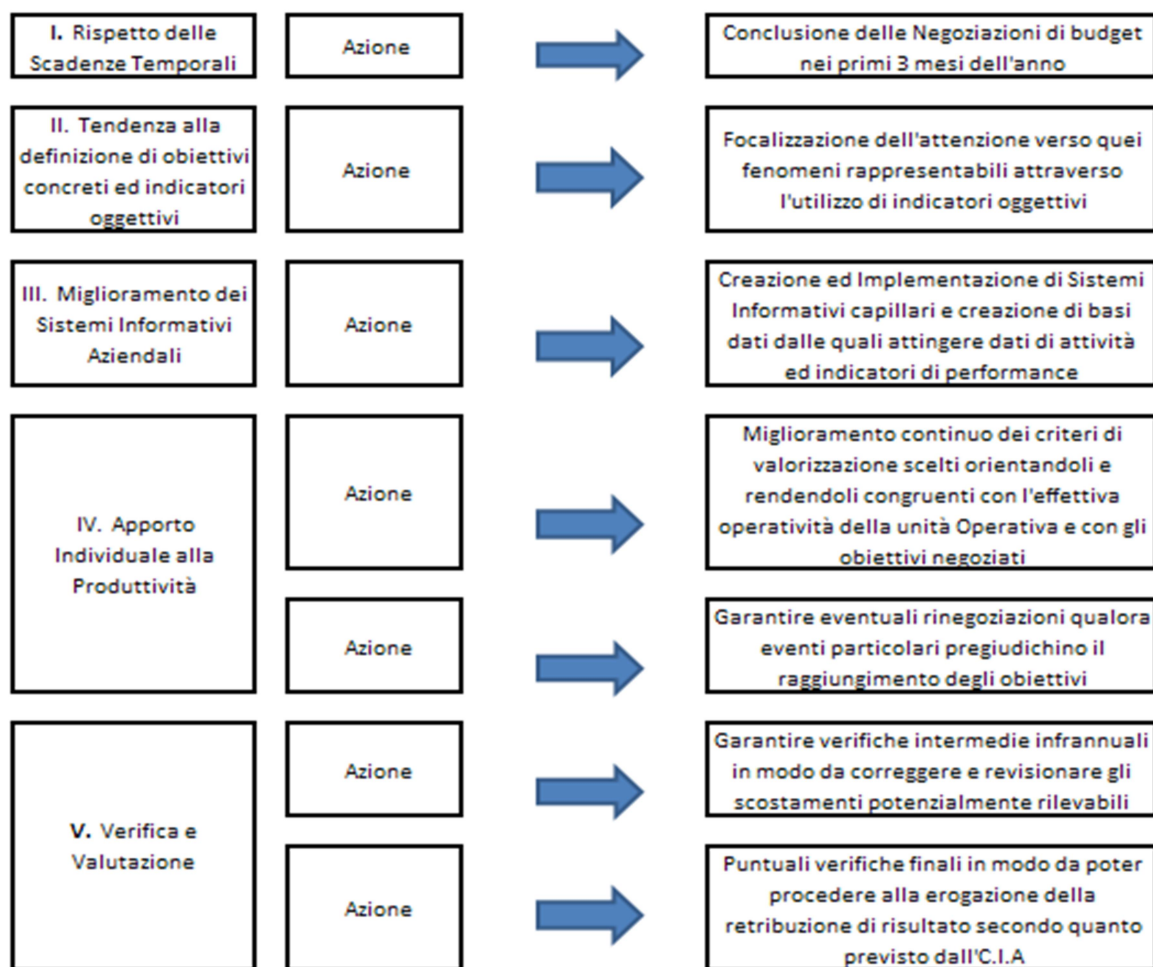 I. Rispetto delle
Scadenze Temporali
Azione
Conclusione delle Negoziazioni di budget
nei primi 3 mesi dell'anno
II. Tendenza alla
definizione di obiettivi
concreti ed indicatori
oggettivi
Azione
Focalizzazione dell'attenzione verso quei
fenomeni rappresentabili attraverso
l'utilizzo di indicatori oggettivi
III. Miglioramento dei
Sistemi Informativi
Aziendali
Azione
Creazione ed Implementazione di Sistemi
Informativi capillari e creazione di basi
dati dalle quali attingere dati di attività
ed indicatori di performance
IV. Apporto
Individuale alla
Produttività
Azione
Miglioramento continuo dei criteri di
valorizzazione scelti orientandoli e
rendendoli congruenti con l'effettiva
operatività della unità Operativa e con gli
obiettivi negoziati
Azione
Garantire eventuali rinegoziazioni qualora
eventi particolari pregiudichino il
raggiungimento degli obiettivi
V. Verifica e
Valutazione
Azione
Garantire verifiche intermedie infrannuali
in modo da correggere e revisionare gli
scostamenti potenzialmente rilevabili
Azione
Puntuali verifiche finali in modo da poter
procedere alla erogazione della
retribuzione di risultato secondo quanto
previsto dall'C.I.A